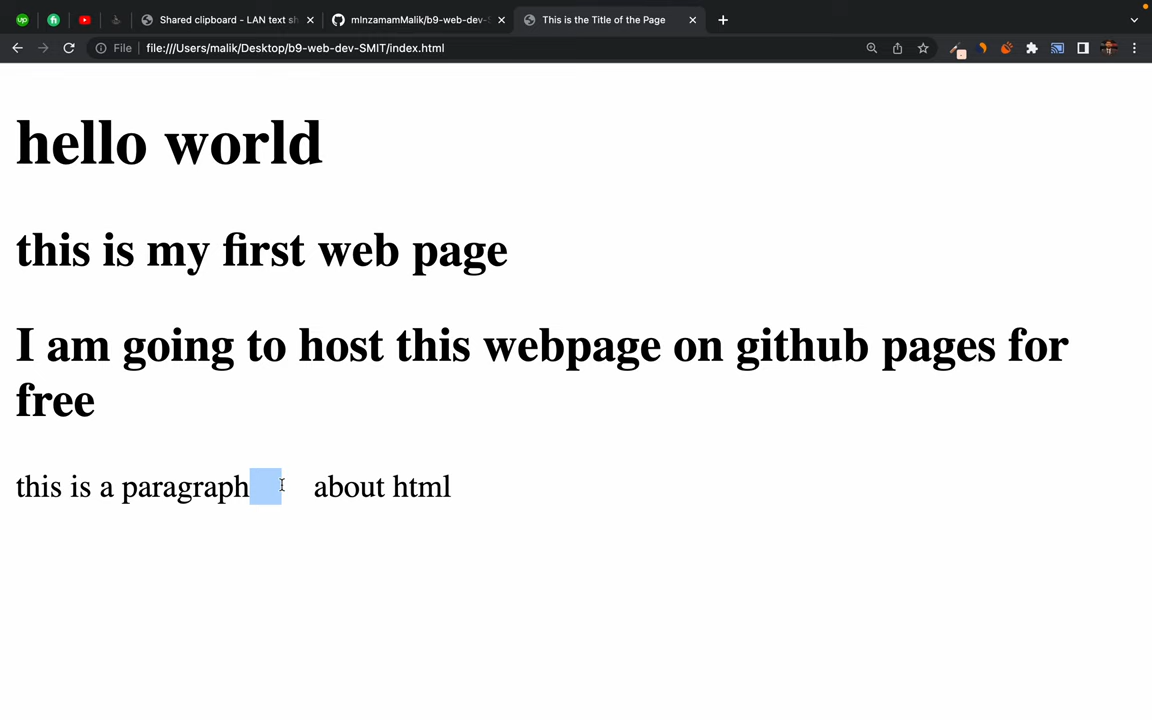 up
fi
Shared clipboard - LAN text sh
mInzamamMalik/b9-web-dev-S
This is the Title of the Page
File
file:///Users/malik/Desktop/b9-web-dev-SMIT/index.html
hello world
this is my first web page
I am going to host this webpage on github pages for
free
this is a paragraph      about html